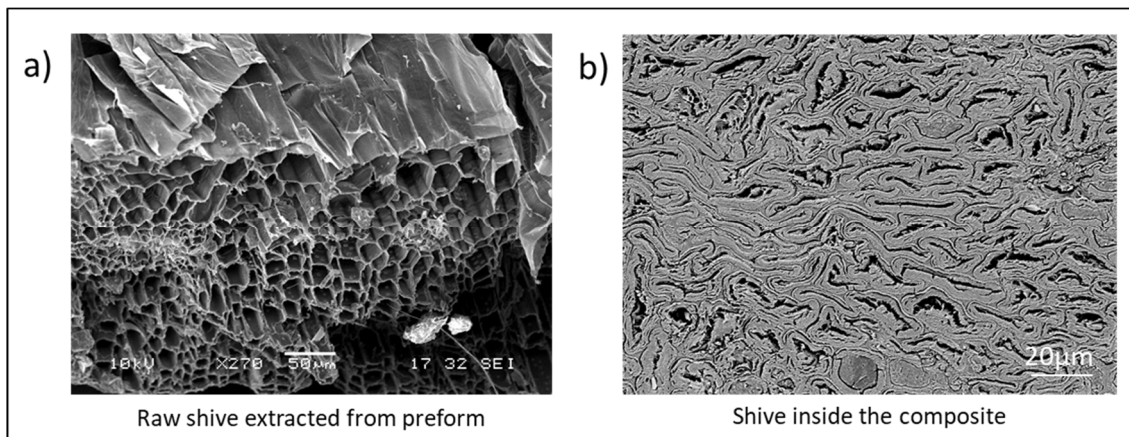 a)
b)
10kV X270 50µm 17 32 SEI
20µm
Raw shive extracted from preform
Shive inside the composite